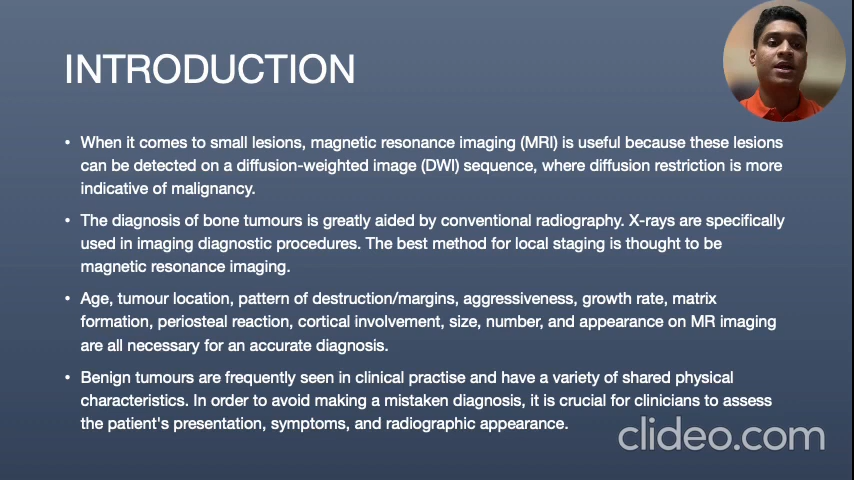 INTRODUCTION
• When it comes to small lesions, magnetic resonance imaging (MRI) is useful because these lesions
can be detected on a diffusion-weighted image (DWI) sequence, where diffusion restriction is more
indicative of malignancy.
• The diagnosis of bone tumours is greatly aided by conventional radiography. X-rays are specifically
used in imaging diagnostic procedures. The best method for local staging is thought to be
magnetic resonance imaging.
• Age, tumour location, pattern of destruction/margins, aggressiveness, growth rate, matrix
formation, periosteal reaction, cortical involvement, size, number, and appearance on MR imaging
are all necessary for an accurate diagnosis.
• Benign tumours are frequently seen in clinical practise and have a variety of shared physical
characteristics. In order to avoid making a mistaken diagnosis, it is crucial for clinicians to assess
the patient's presentation, symptoms, and radiographic appearance.
clideo.com